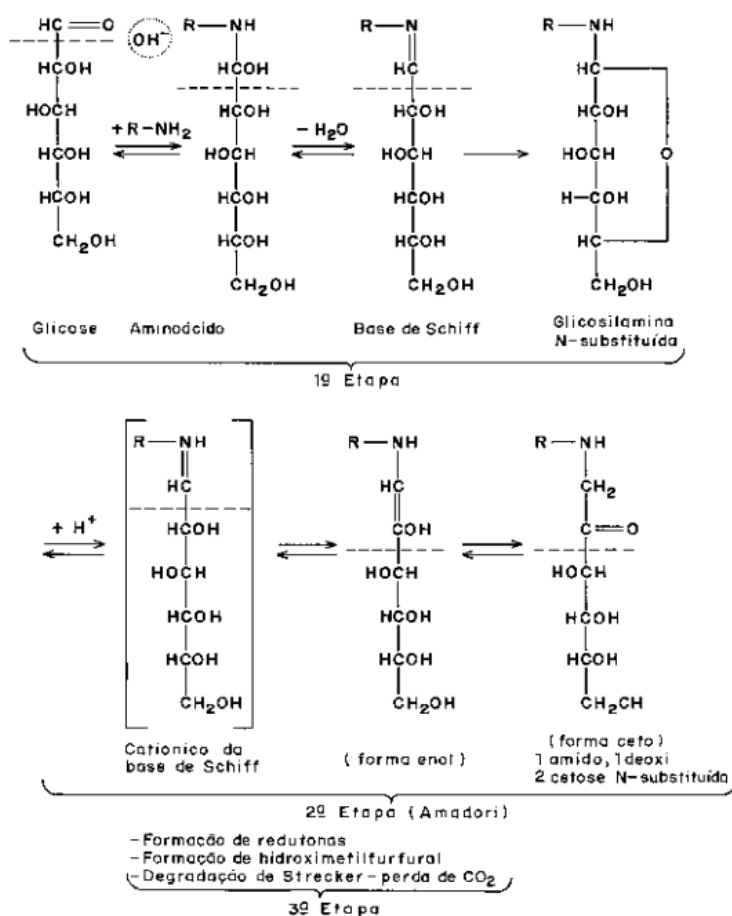 HC=O OH⁻ R—NH R—N R—NH
HCOH HCOH HC HC
HOCH HCOH HCOH HCOH
+R-NH₂ -H₂O
HCOH HOCH HOCH HOCH O
HCOH HCOH HCOH H-COH
CH₂OH HCOH HCOH HC
CH₂OH CH₂OH CH₂OH
Glicose Aminoácido Base de Schiff Glicosilamina
N-substituída
1º Etapa
R—NH R—NH R—NH
HC HC CH₂
+ H⁺ HCOH COH C=O
HOCH HOCH HOCH
HCOH HCOH HCOH
HCOH HCOH HCOH
CH₂OH CH₂OH CH₂CH
Cationico da
base de Schiff
(forma enol)
(forma ceto)
1 amido, 1 deoxi
2 cetose N-substituída
2º Etapa (Amadori)
-Formação de redutonas
-Formação de hidroximetilfurfural
-Degradação de Strecker-perda de CO₂
3º Etapa